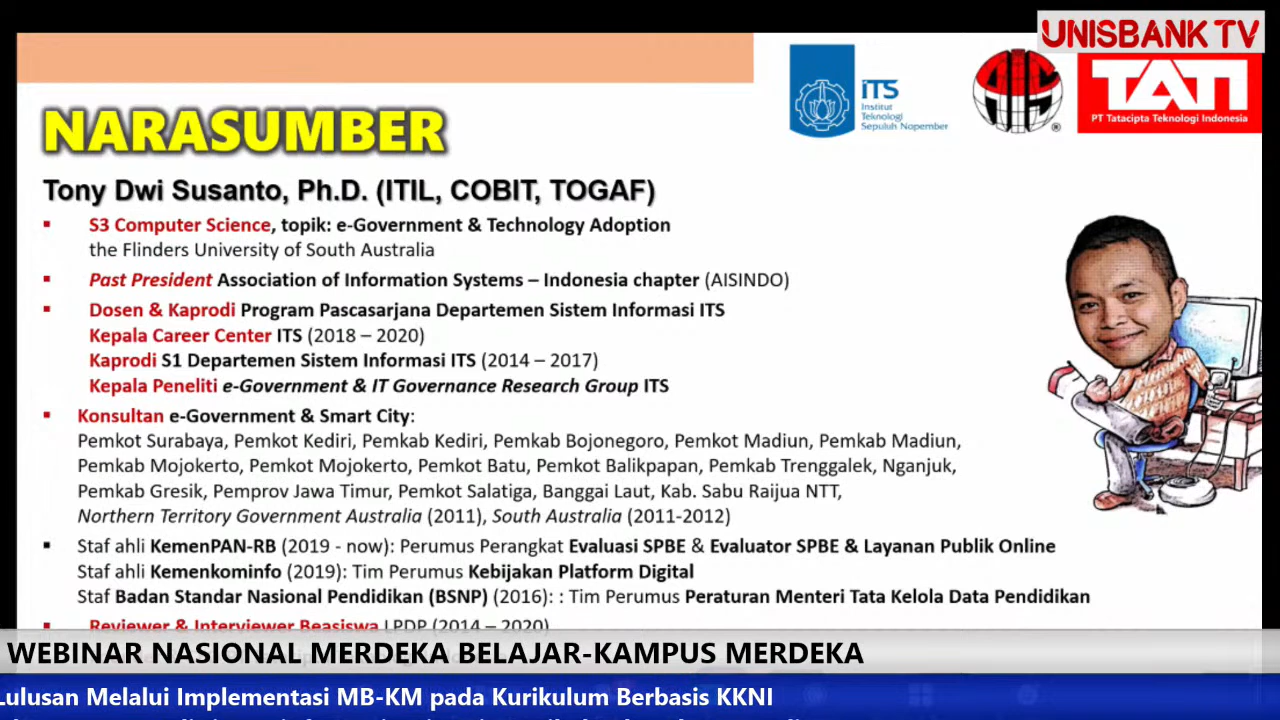 UNISBANK TV
iTS
Institut
Teknologi
Sepuluh Nopember
AIS
®
TATI
PT Tatacipta Teknologi Indonesia
NARASUMBER
Tony Dwi Susanto, Ph.D. (ITIL, COBIT, TOGAF)
S3 Computer Science, topik: e-Government & Technology Adoption
the Flinders University of South Australia
Past President Association of Information Systems – Indonesia chapter (AISINDO)
Dosen & Kaprodi Program Pascasarjana Departemen Sistem Informasi ITS
Kepala Career Center ITS (2018 – 2020)
Kaprodi S1 Departemen Sistem Informasi ITS (2014 – 2017)
Kepala Peneliti e-Government & IT Governance Research Group ITS
Konsultan e-Government & Smart City:
Pemkot Surabaya, Pemkot Kediri, Pemkab Kediri, Pemkab Bojonegoro, Pemkot Madiun, Pemkab Madiun,
Pemkab Mojokerto, Pemkot Mojokerto, Pemkot Batu, Pemkot Balikpapan, Pemkab Trenggalek, Nganjuk,
Pemkab Gresik, Pemprov Jawa Timur, Pemkot Salatiga, Banggai Laut, Kab. Sabu Raijua NTT,
Northern Territory Government Australia (2011), South Australia (2011-2012)
Staf ahli KemenPAN-RB (2019 - now): Perumus Perangkat Evaluasi SPBE & Evaluator SPBE & Layanan Publik Online
Staf ahli Kemenkominfo (2019): Tim Perumus Kebijakan Platform Digital
Staf Badan Standar Nasional Pendidikan (BSNP) (2016): : Tim Perumus Peraturan Menteri Tata Kelola Data Pendidikan
Reviewer & Interviewer Beasiswa LPDP (2014 – 2020)
WEBINAR NASIONAL MERDEKA BELAJAR-KAMPUS MERDEKA
Lulusan Melalui Implementasi MB-KM pada Kurikulum Berbasis KKNI